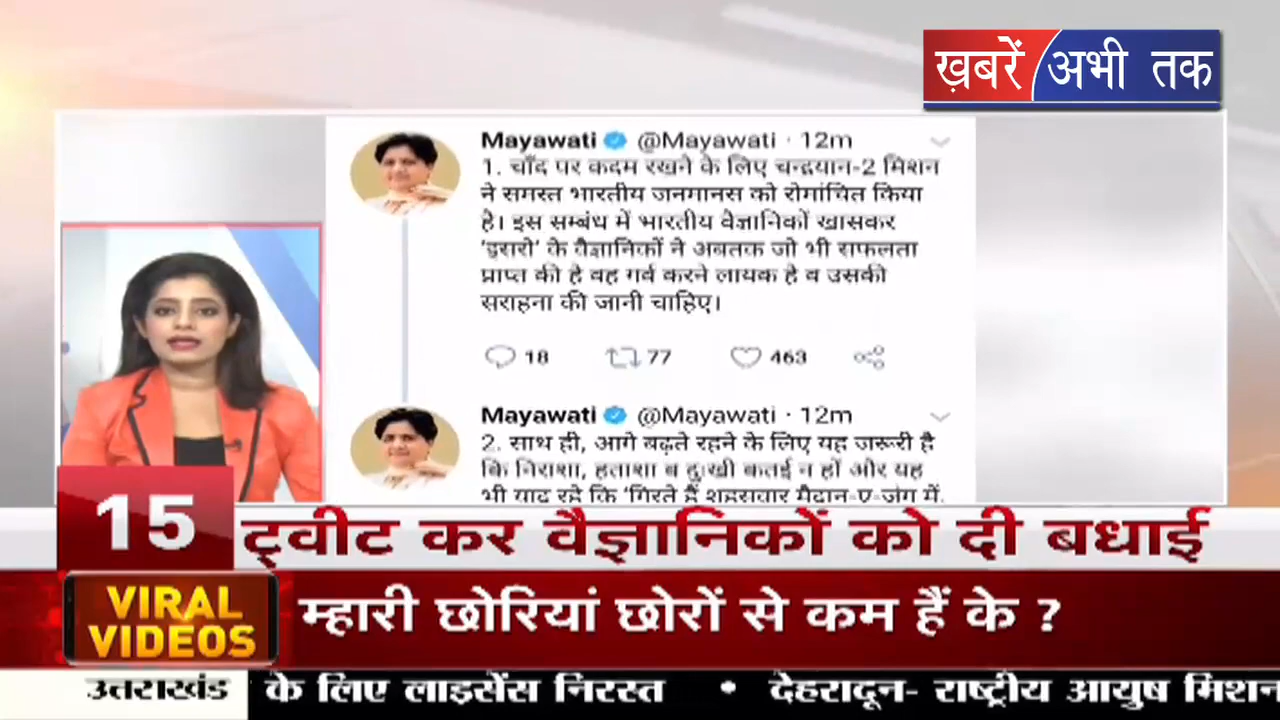 ख़बरें अभी तक
Mayawati @Mayawati · 12m
1. चाँद पर कदम रखने के लिए चन्द्रयान-2 मिशन
ने समस्त भारतीय जनमानस को रोमांचित किया
है। इस सम्बंध में भारतीय वैज्ञानिकों खासकर
'इसरो' के वैज्ञानिकों ने अबतक जो भी सफलता
प्राप्त की है वह गर्व करने लायक है व उसकी
सराहना की जानी चाहिए।
18 77 463
Mayawati @Mayawati · 12m
2. साथ ही, आगे बढ़ते रहने के लिए यह जरूरी है
कि निराशा, हताशा व दुःखी कतई न हों और यह
भी याद रहे कि 'गिरते हैं शहसवार मैदान-ए-जंग में,
15 ट्वीट कर वैज्ञानिकों को दी बधाई
VIRAL
VIDEOS
म्हारी छोरियां छोरों से कम हैं के ?
उत्तराखंड के लिए लाइसेंस निरस्त • देहरादून- राष्ट्रीय आयुष मिशन